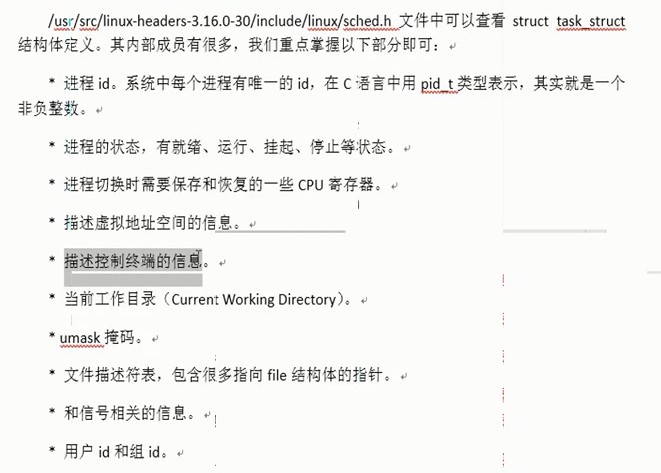 /usr/src/linux-headers-3.16.0-30/include/linux/sched.h 文件中可以查看 struct task_struct
结构体定义。其内部成员有很多，我们重点掌握以下部分即可：
* 进程 id。系统中每个进程有唯一的 id，在 C 语言中用 pid_t 类型表示，其实就是一个
非负整数。
* 进程的状态，有就绪、运行、挂起、停止等状态。
* 进程切换时需要保存和恢复的一些 CPU 寄存器。
* 描述虚拟地址空间的信息。
* 描述控制终端的信息。
* 当前工作目录（Current Working Directory）。
* umask 掩码。
* 文件描述符表，包含很多指向 file 结构体的指针。
* 和信号相关的信息。
* 用户 id 和组 id。